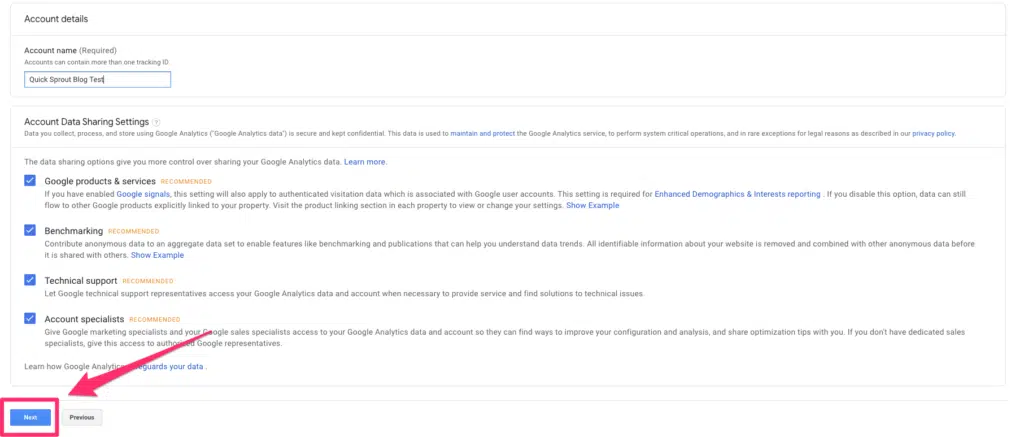 Account details
Account name (Required)
Accounts can contain more than one tracking ID.
Quick Sprout Blog Test
Account Data Sharing Settings ?
Data you collect, process, and store using Google Analytics ("Google Analytics data") is secure and kept confidential. This data is used to maintain and protect the Google Analytics service, to perform system critical operations, and in rare exceptions for legal reasons as described in our privacy policy.
The data sharing options give you more control over sharing your Google Analytics data. Learn more.
Google products & services RECOMMENDED
If you have enabled Google signals, this setting will also apply to authenticated visitation data which is associated with Google user accounts. This setting is required for Enhanced Demographics & Interests reporting . If you disable this option, data can still
flow to other Google products explicitly linked to your property. Visit the product linking section in each property to view or change your settings. Show Example
Benchmarking RECOMMENDED
Contribute anonymous data to an aggregate data set to enable features like benchmarking and publications that can help you understand data trends. All identifiable information about your website is removed and combined with other anonymous data before
it is shared with others. Show Example
Technical support RECOMMENDED
Let Google technical support representatives access your Google Analytics data and account when necessary to provide service and find solutions to technical issues.
Account specialists RECOMMENDED
Give Google marketing specialists and your Google sales specialists access to your Google Analytics data and account so they can find ways to improve your configuration and analysis, and share optimization tips with you. If you don't have dedicated sales
specialists, give this access to authorized Google representatives.
Learn how Google Analytics eguards your data .
Next Previous